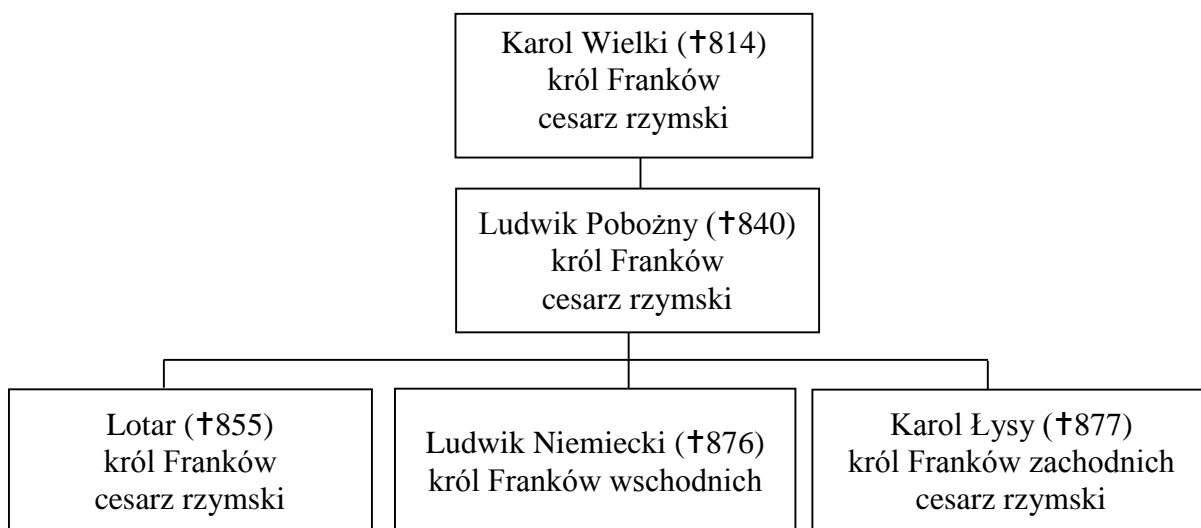 Karol Wielki (✝814)
król Franków
cesarz rzymski
Ludwik Pobożny (✝840)
król Franków
cesarz rzymski
Lotar (✝855)
król Franków
cesarz rzymski
Ludwik Niemiecki (✝876)
król Franków wschodnich
Karol Łysy (✝877)
król Franków zachodnich
cesarz rzymski